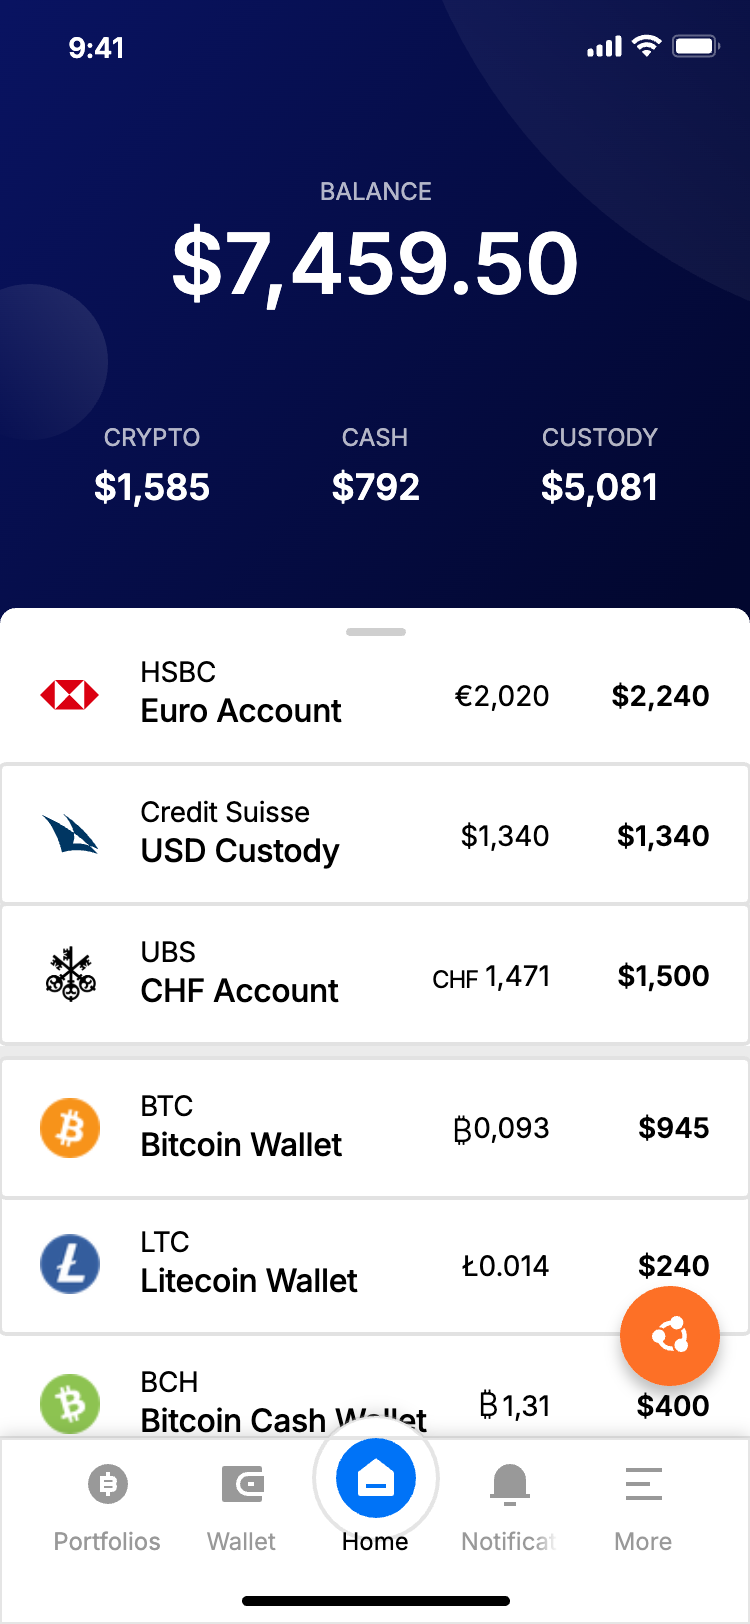 9:41
BALANCE
$7,459.50
CRYPTO CASH CUSTODY
$1,585 $792 $5,081
HSBC
Euro Account €2,020 $2,240
Credit Suisse
USD Custody $1,340 $1,340
UBS
CHF Account CHF 1,471 $1,500
BTC
Bitcoin Wallet ₿0,093 $945
LTC
Litecoin Wallet Ł0.014 $240
BCH
Bitcoin Cash Wallet ₿1,31 $400
Portfolios Wallet Home Notificat More